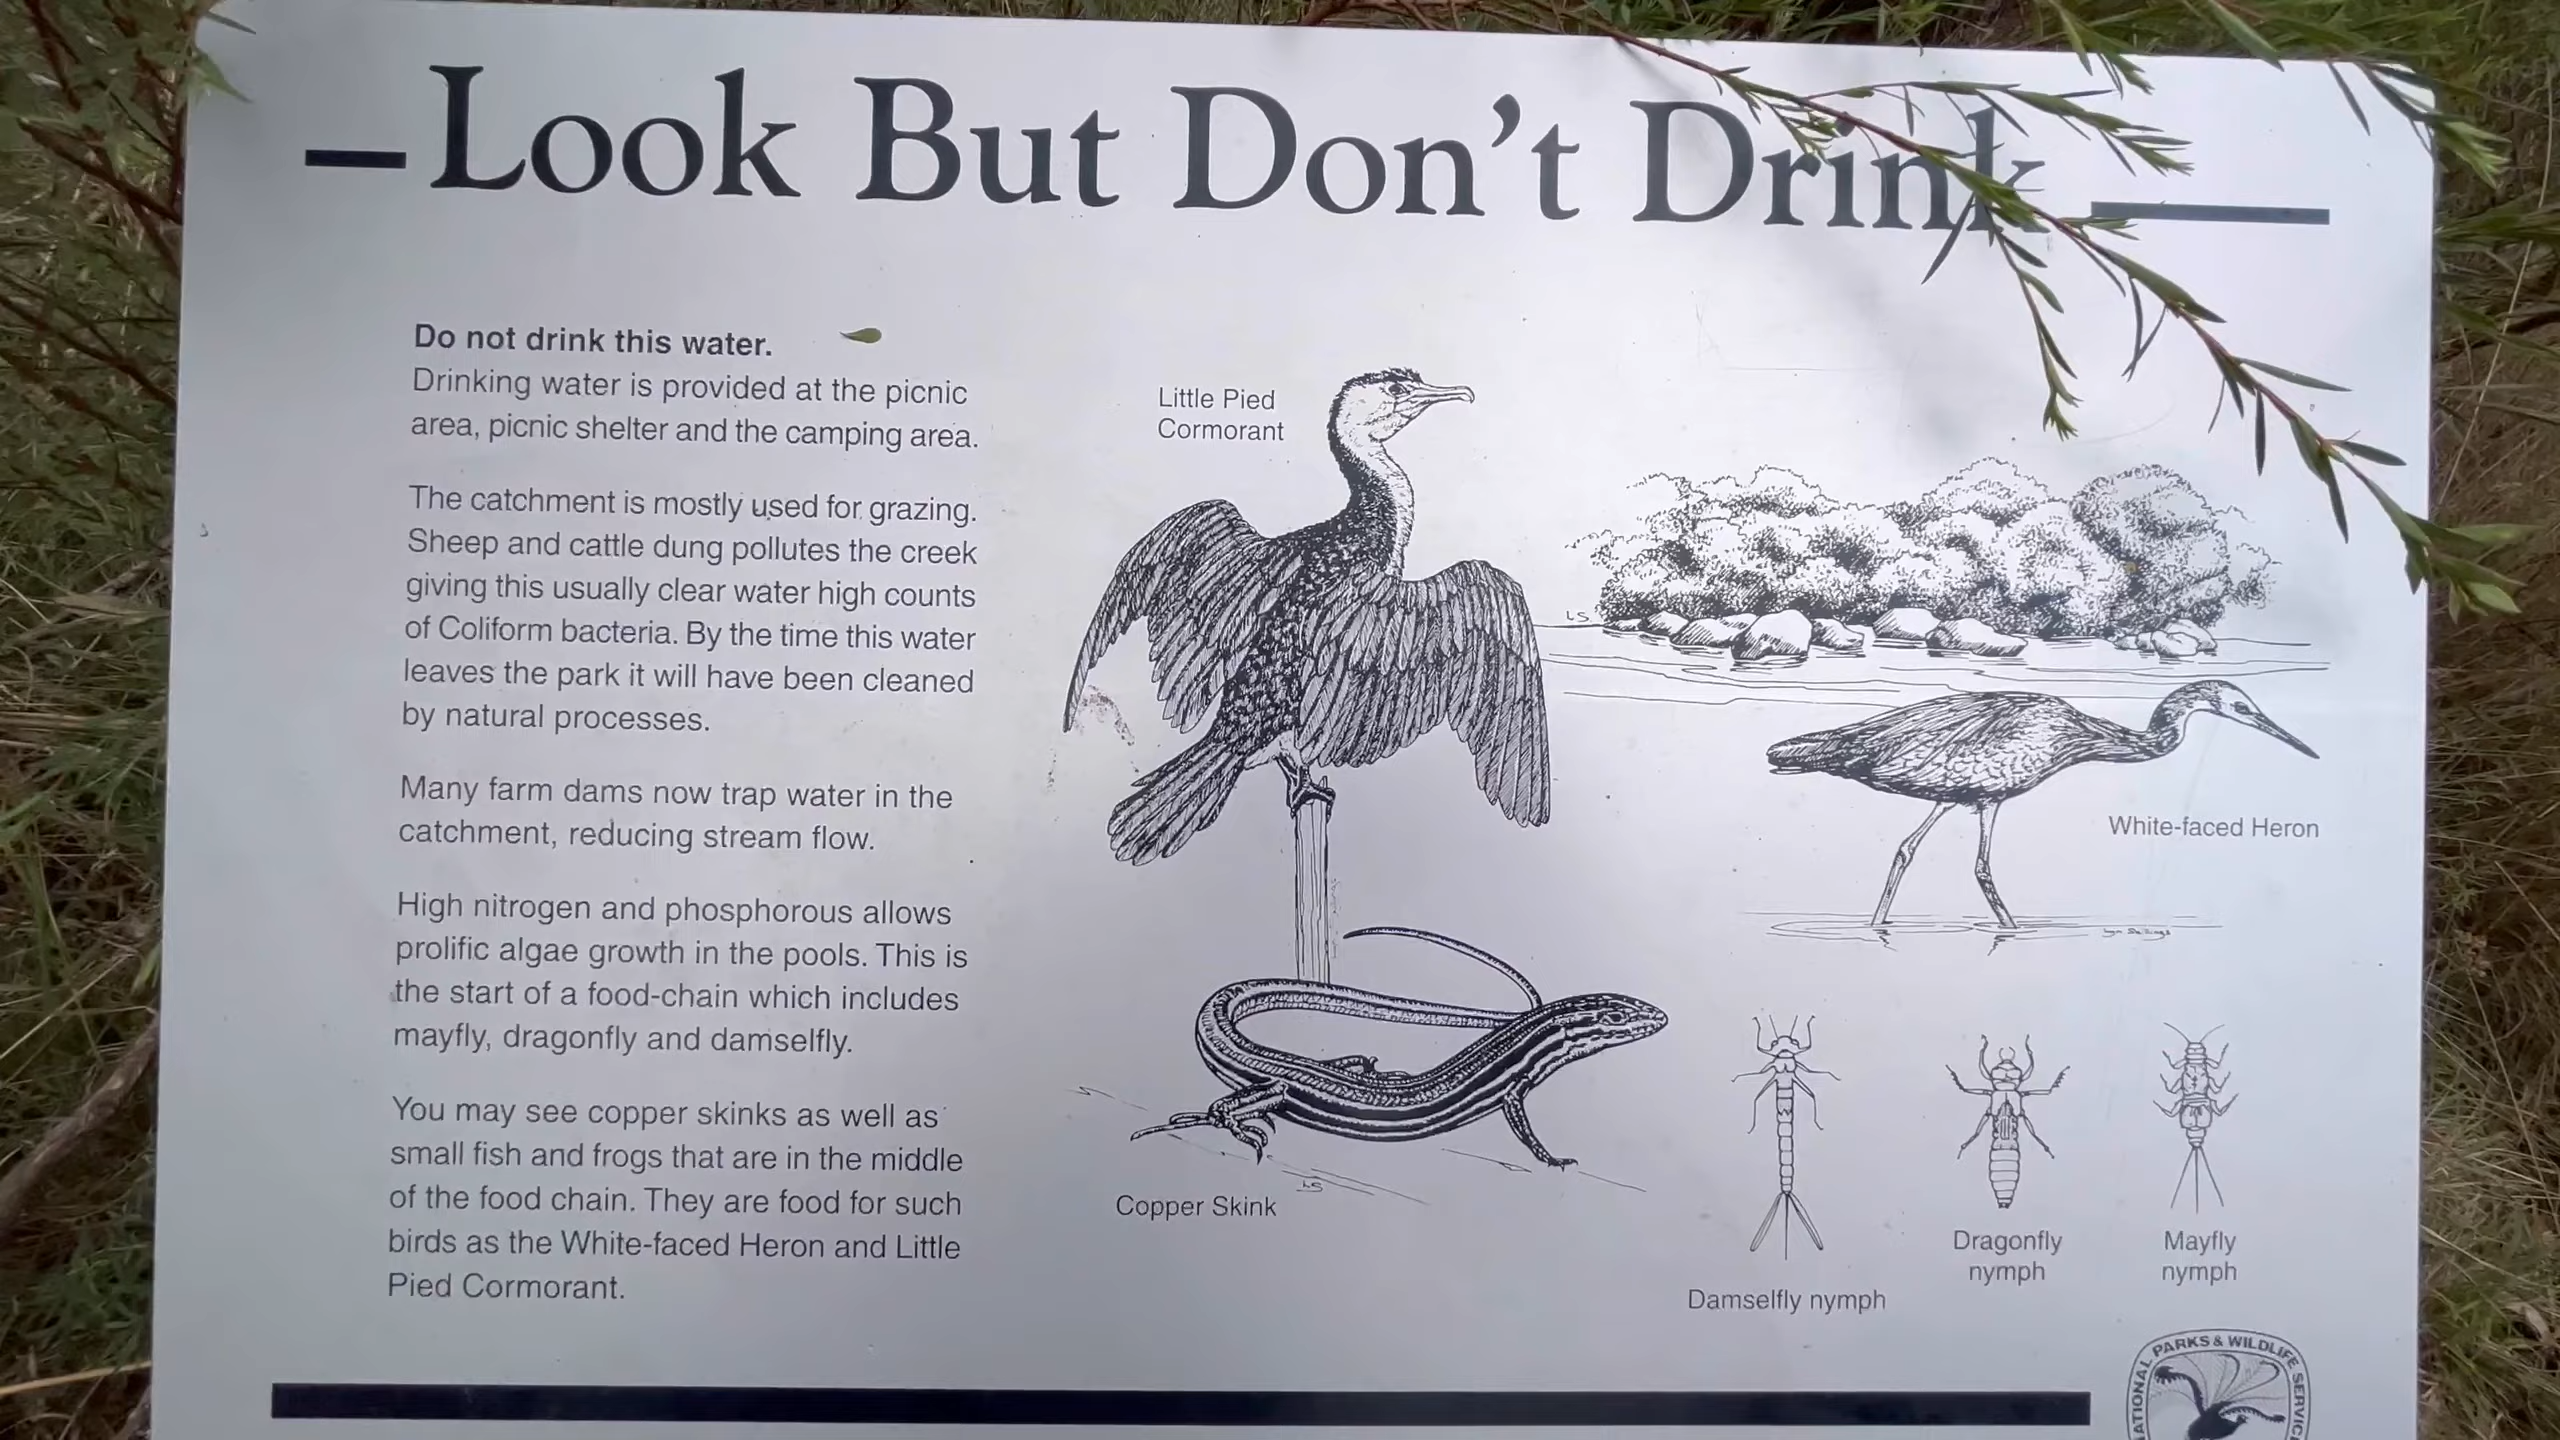 Look But Don't Drink
Do not drink this water.
Drinking water is provided at the picnic
area, picnic shelter and the camping area.
The catchment is mostly used for grazing.
Sheep and cattle dung pollutes the creek
giving this usually clear water high counts
of Coliform bacteria. By the time this water
leaves the park it will have been cleaned
by natural processes.
Many farm dams now trap water in the
catchment, reducing stream flow.
High nitrogen and phosphorous allows
prolific algae growth in the pools. This is
the start of a food-chain which includes
mayfly, dragonfly and damselfly.
You may see copper skinks as well as
small fish and frogs that are in the middle
of the food chain. They are food for such
birds as the White-faced Heron and Little
Pied Cormorant.
Little Pied
Cormorant
LS
White-faced Heron
Copper Skink
LS
Damselfly nymph
Dragonfly
nymph
Mayfly
nymph
NATIONAL PARKS & WILDLIFE SERVICE